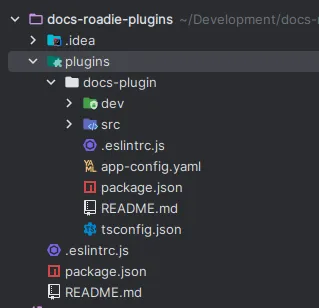 docs-roadie-plugins ~/Development/docs-r
.idea
plugins
docs-plugin
dev
src
.eslintrc.js
app-config.yaml
package.json
README.md
tsconfig.json
.eslintrc.js
package.json
README.md